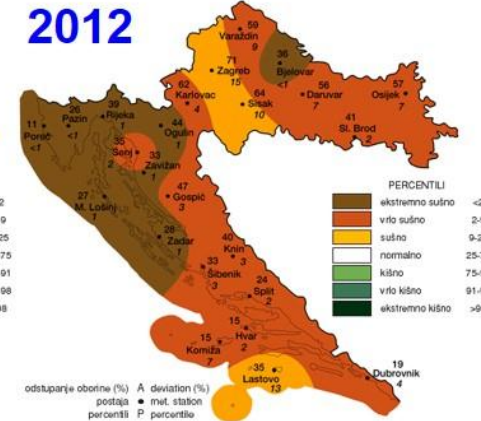 2012
59
Varaždin
9
36
Bjelovar
<1
71
Zagreb
15
62
Karlovac
4
64
Sisak
10
56
Daruvar
7
57
Osijek
7
41
Sl. Brod
2
11
Poreč
<1
26
Pazin
<1
39
Rijeka
1
44
Ogulin
1
35
Senj
2
33
Zavižan
1
27
M. Lošinj
1
47
Gospić
3
28
Zadar
1
40
Knin
3
33
Šibenik
3
24
Split
2
15
Hvar
2
15
Komiža
7
35
Lastovo
13
19
Dubrovnik
4
PERCENTILI
ekstremno sušno
vrlo sušno
sušno
normalno
kišno
vrlo kišno
ekstremno kišno
odstupanje oborine (%) A deviation (%)
postaja ● met. station
percentili P percentile